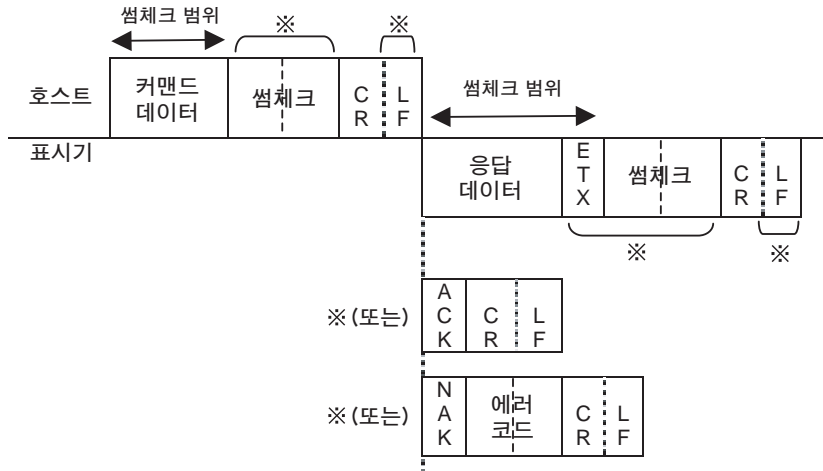 썸체크 범위
※
※
호스트
커맨드
데이터
썸체크
C
R
L
F
썸체크 범위
표시기
응답
데이터
E
T
X
썸체크
C
R
L
F
※
※
※(또는)
A
C
K
C
R
L
F
※(또는)
N
A
K
에러
코드
C
R
L
F